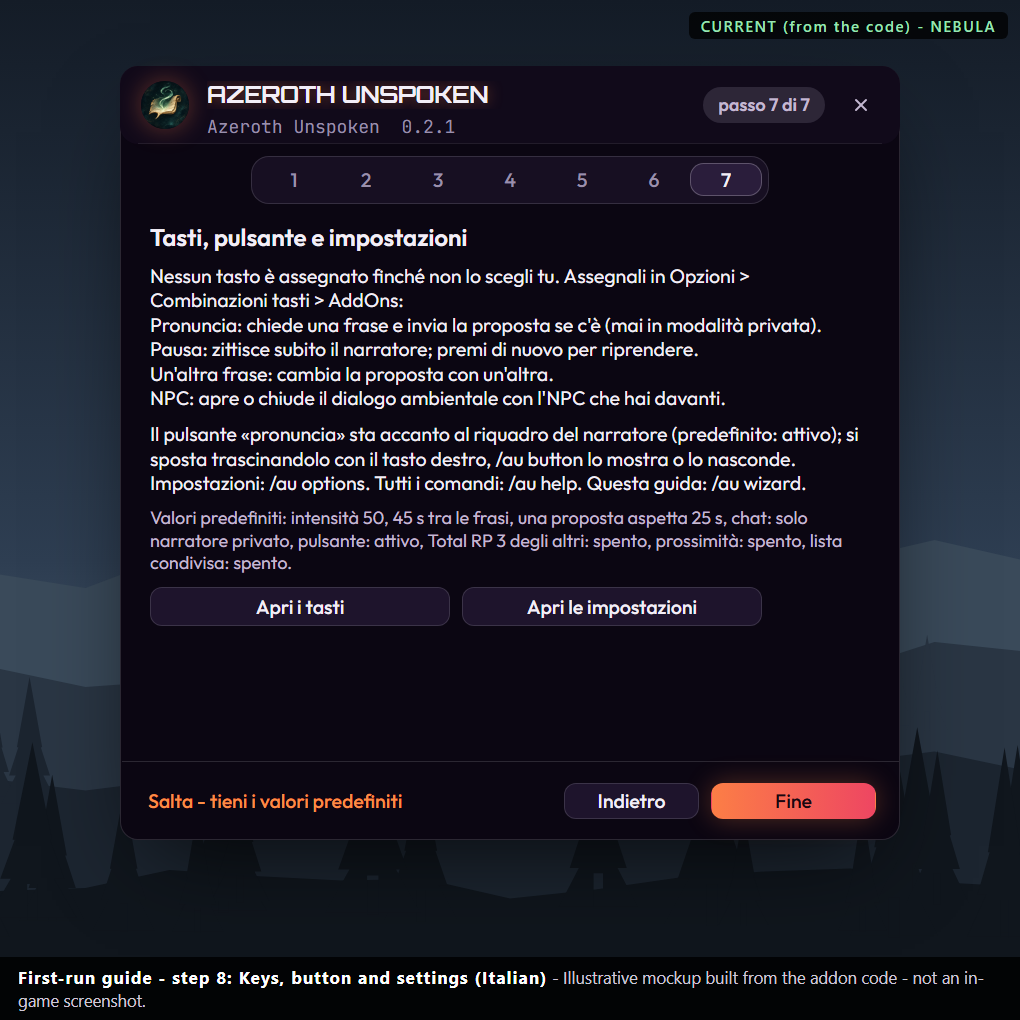 CURRENT (from the code) - NEBULA
AZEROTH UNSPOKEN
Azeroth Unspoken 0.2.1
passo 7 di 7
1 2 3 4 5 6 7
Tasti, pulsante e impostazioni
Nessun tasto è assegnato finché non lo scegli tu. Assegnali in Opzioni >
Combinazioni tasti > AddOns:
Pronuncia: chiede una frase e invia la proposta se c'è (mai in modalità privata).
Pausa: zittisce subito il narratore; premi di nuovo per riprendere.
Un'altra frase: cambia la proposta con un'altra.
NPC: apre o chiude il dialogo ambientale con l'NPC che hai davanti.
Il pulsante «pronuncia» sta accanto al riquadro del narratore (predefinito: attivo); si
sposta trascinandolo con il tasto destro, /au button lo mostra o lo nasconde.
Impostazioni: /au options. Tutti i comandi: /au help. Questa guida: /au wizard.
Valori predefiniti: intensità 50, 45 s tra le frasi, una proposta aspetta 25 s, chat: solo
narratore privato, pulsante: attivo, Total RP 3 degli altri: spento, prossimità: spento, lista
condivisa: spento.
Apri i tasti
Apri le impostazioni
Salta - tieni i valori predefiniti
Indietro
Fine
First-run guide - step 8: Keys, button and settings (Italian) - Illustrative mockup built from the addon code - not an in-
game screenshot.